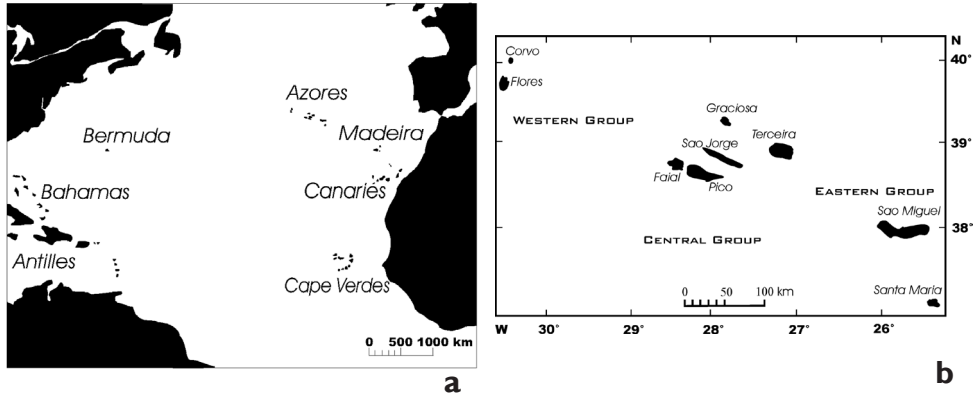 Azores
Madeira
Bermuda
Canaries
Bahamas
Antilles
Cape Verdes
0 500 1000 km
a
N
Corvo
40°
Flores
Graciosa
WESTERN GROUP
Terceira
Sao Jorge
39°
Faial
Pico
EASTERN GROUP
Sao Miguel
38°
CENTRAL GROUP
Santa Maria
0 50 100 km
W 30° 29° 28° 27° 26°
b